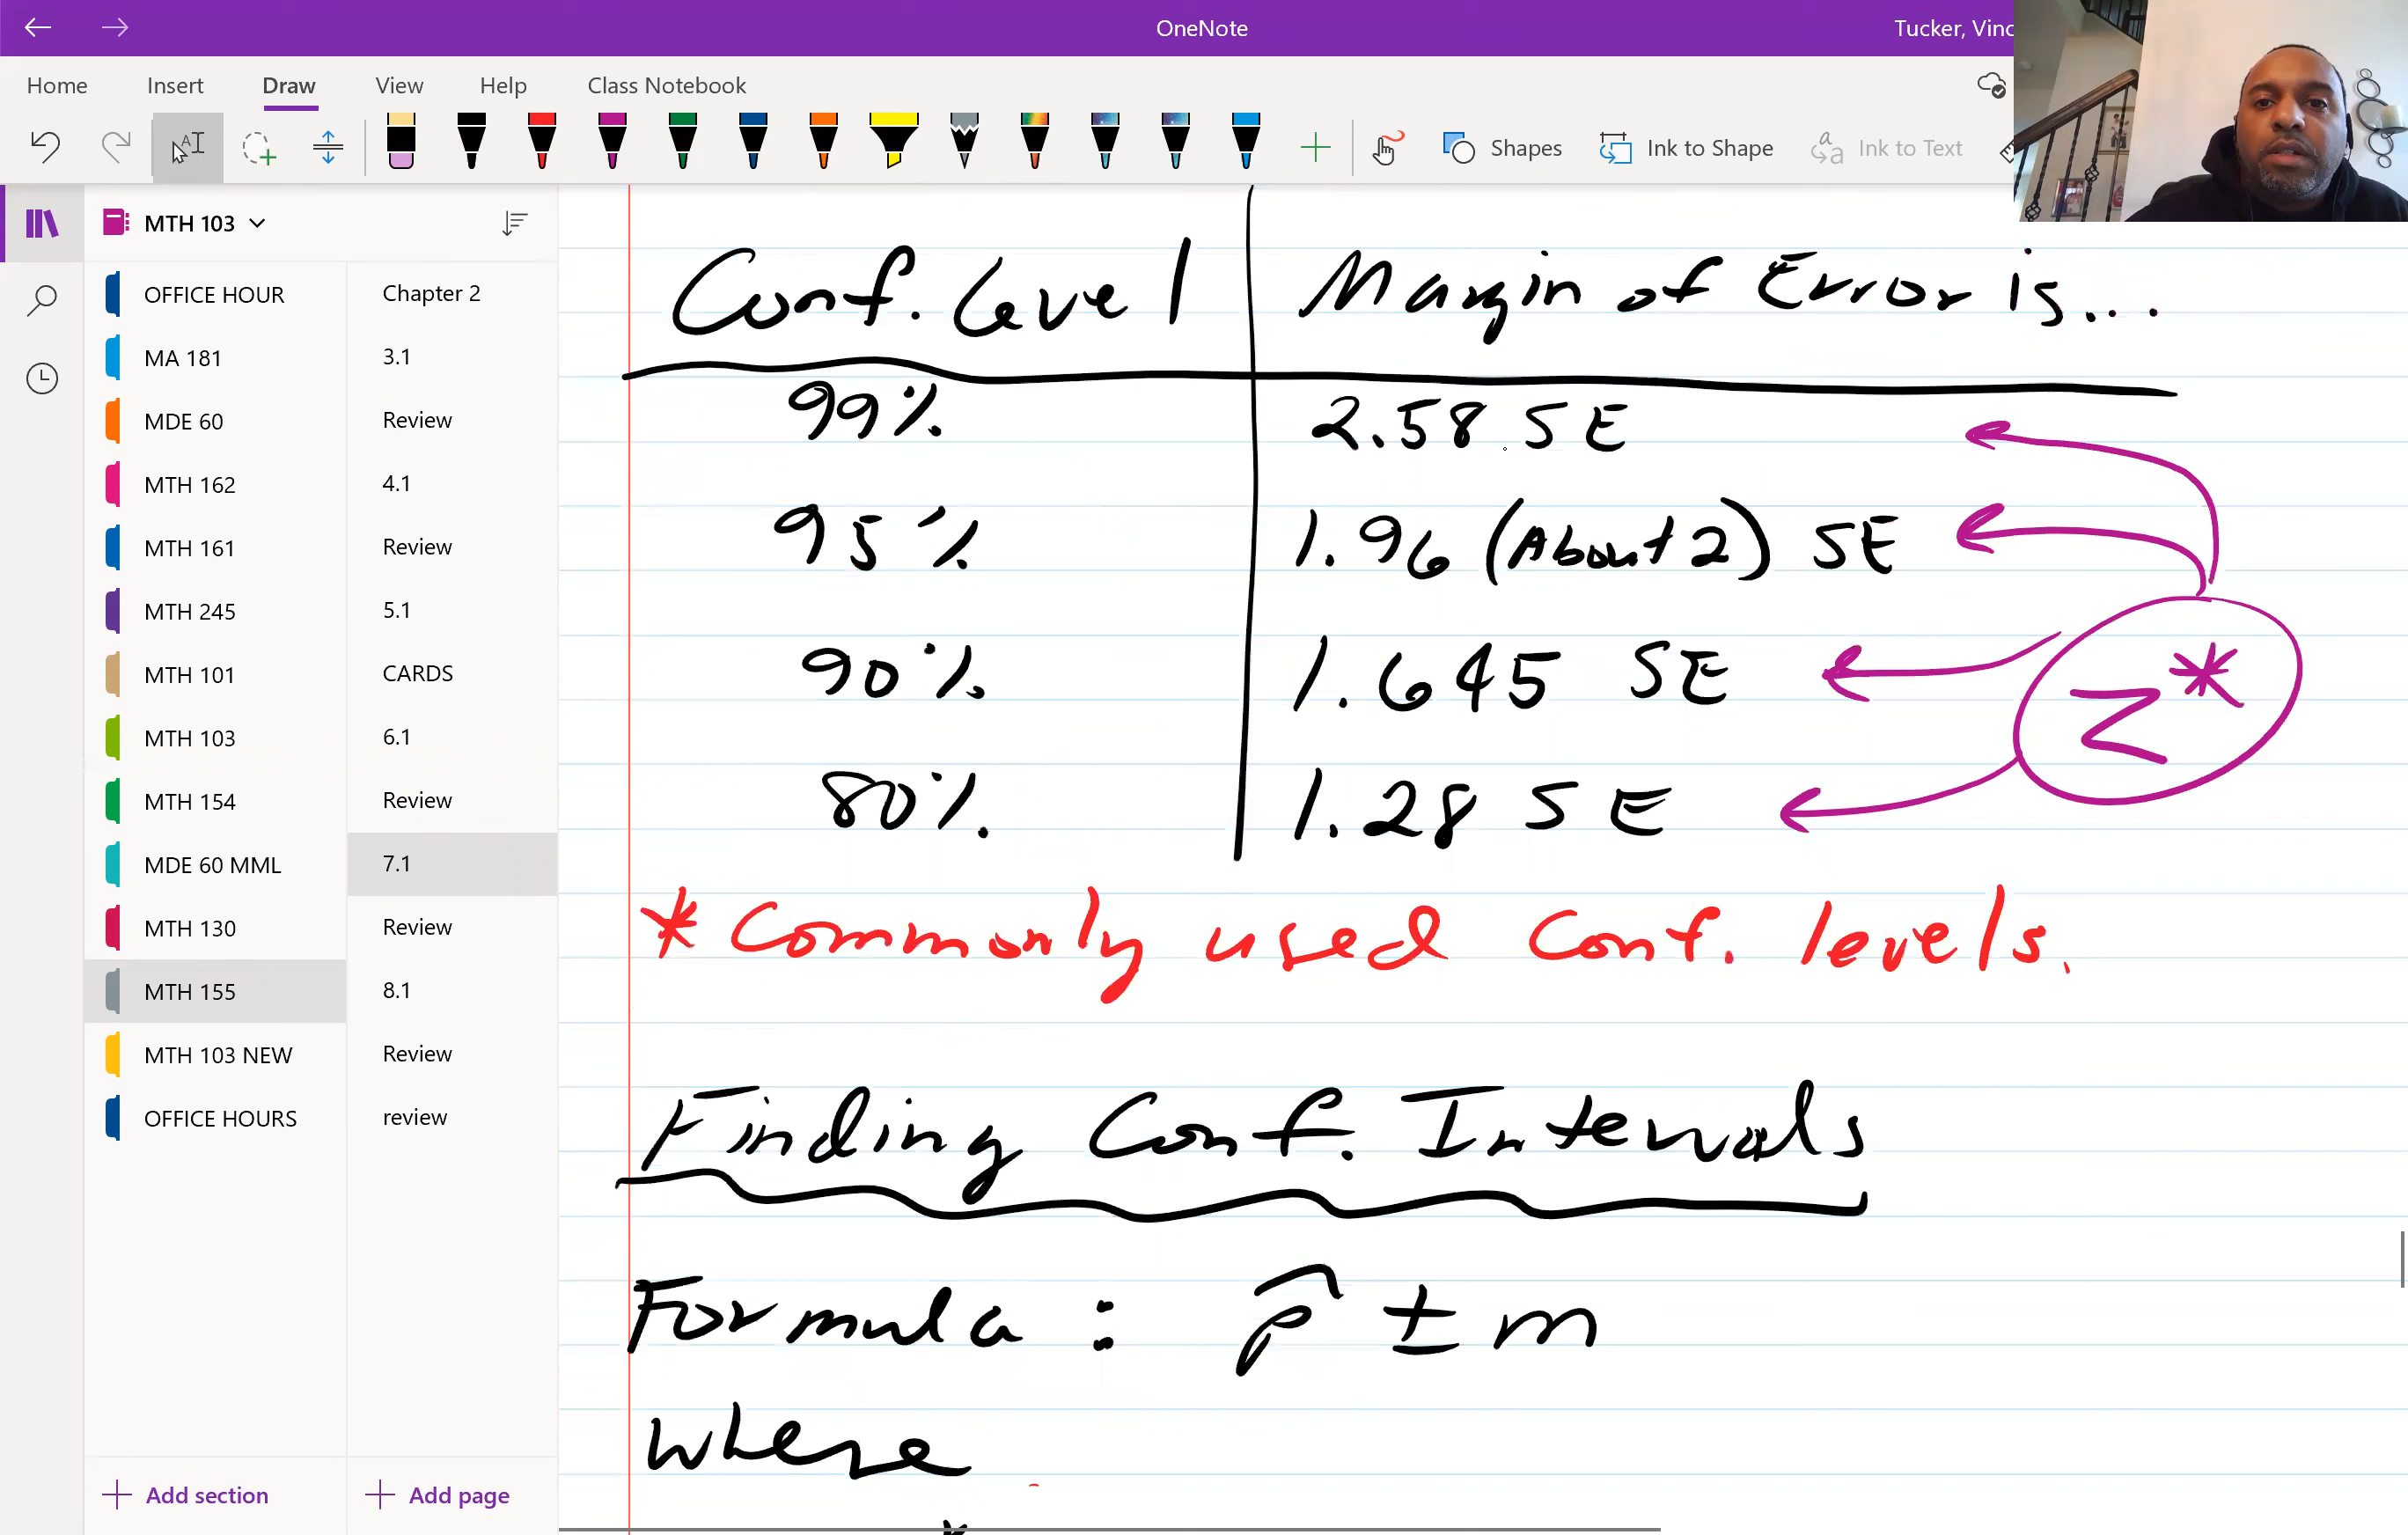 OneNote
Tucker, Vinc
Home Insert Draw View Help Class Notebook
Shapes Ink to Shape Ink to Text
MTH 103
OFFICE HOUR
MA 181
MDE 60
MTH 162
MTH 161
MTH 245
MTH 101
MTH 103
MTH 154
MDE 60 MML
MTH 130
MTH 155
MTH 103 NEW
OFFICE HOURS
Add section
Chapter 2
3.1
Review
4.1
Review
5.1
CARDS
6.1
Review
7.1
Review
8.1
Review
review
Add page
Conf. Level Margin of Error is...
99% 2.58 SE
95% 1.96 (About 2) SE
90% 1.645 SE
80% 1.28 SE
z*
* Commonly used Conf. levels.
Finding Conf. Intervals
Formula : p̂ ± m
where